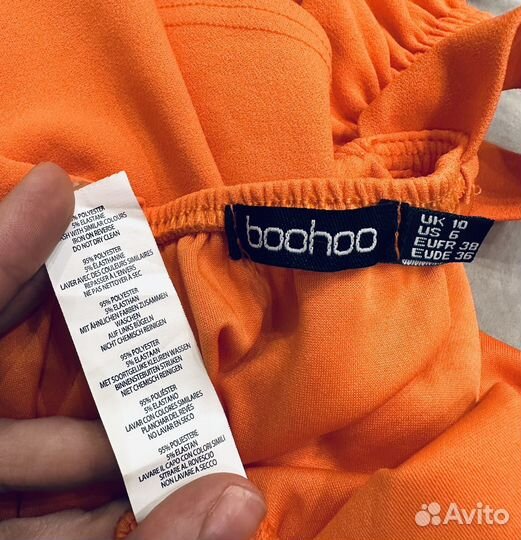 95% POLYESTER
5% ELASTANE
WASH WITH SIMILAR COLOURS
IRON ON REVERSE
DO NOT DRY CLEAN
95% POLYESTER
5% ELASTHANNE
LAVER AVEC DES COULEURS SIMILAIRES
REPASSER À L'ENVERS
NE PAS NETTOYER À SEC
95% POLYESTER
5% ELASTHAN
MIT ÄHNLICHEN FARBEN ZUSAMMEN
WASCHEN
AUF LINKS BÜGELN
NICHT CHEMISCH REINIGEN
95% POLYESTER
5% ELASTAAN
MET SOORTGELIJKE KLEUREN WASSEN
BINNENSTEBUITEN STRIJKEN
NIET CHEMISCH REINIGEN
95% POLIÉSTER
5% ELASTANO
LAVAR CON COLORES SIMILARES
PLANCHAR DEL REVÉS
NO LAVAR EN SECO
95% POLIESTERE
5% ELASTAN
LAVARE IL CAPO CON COLORI SIMILI
STIRARE AL ROVESCIO
NON LAVARE A SECCO
boohoo
UK 10
US 6
EUFR 38
EUDE 36
Avito